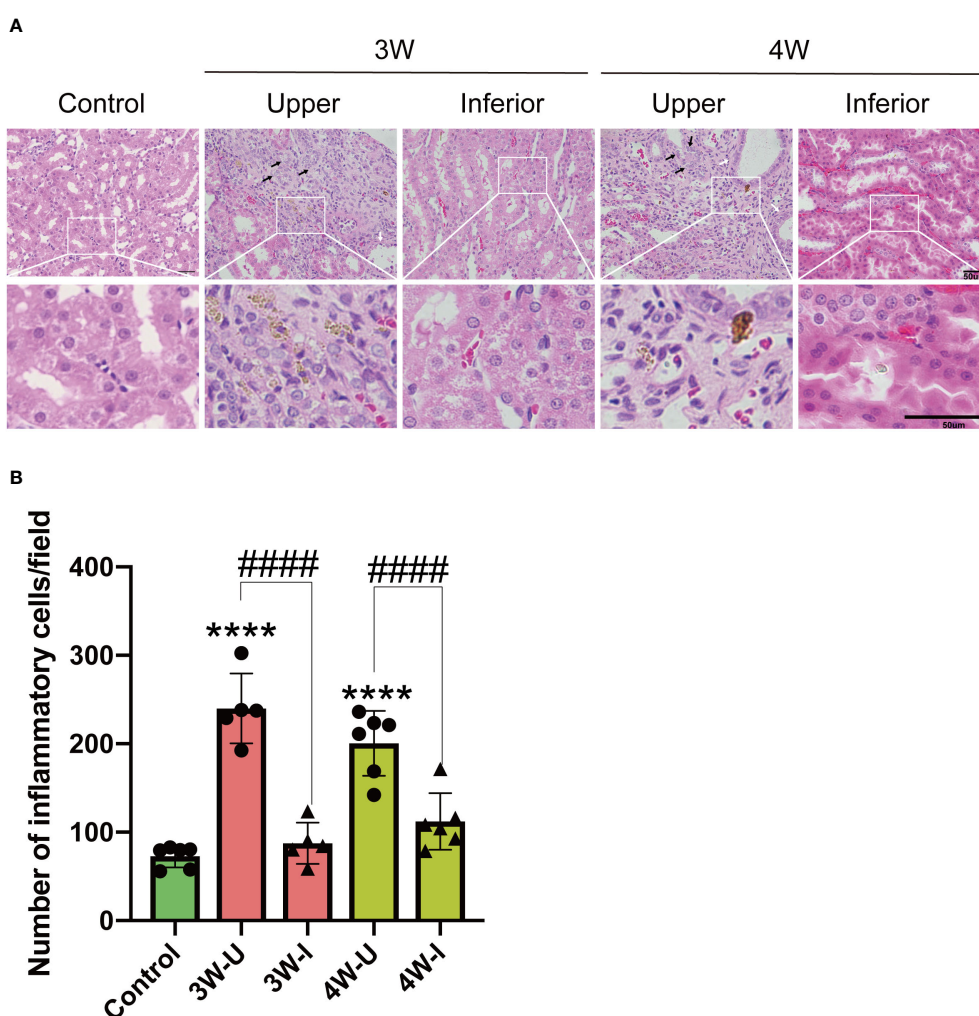 A
3W 4W
Control Upper Inferior Upper Inferior
50um
50um
B
Number of inflammatory cells/field
400
300
200
100
0
####
####
****
****
Control
3W-U
3W-I
4W-U
4W-I